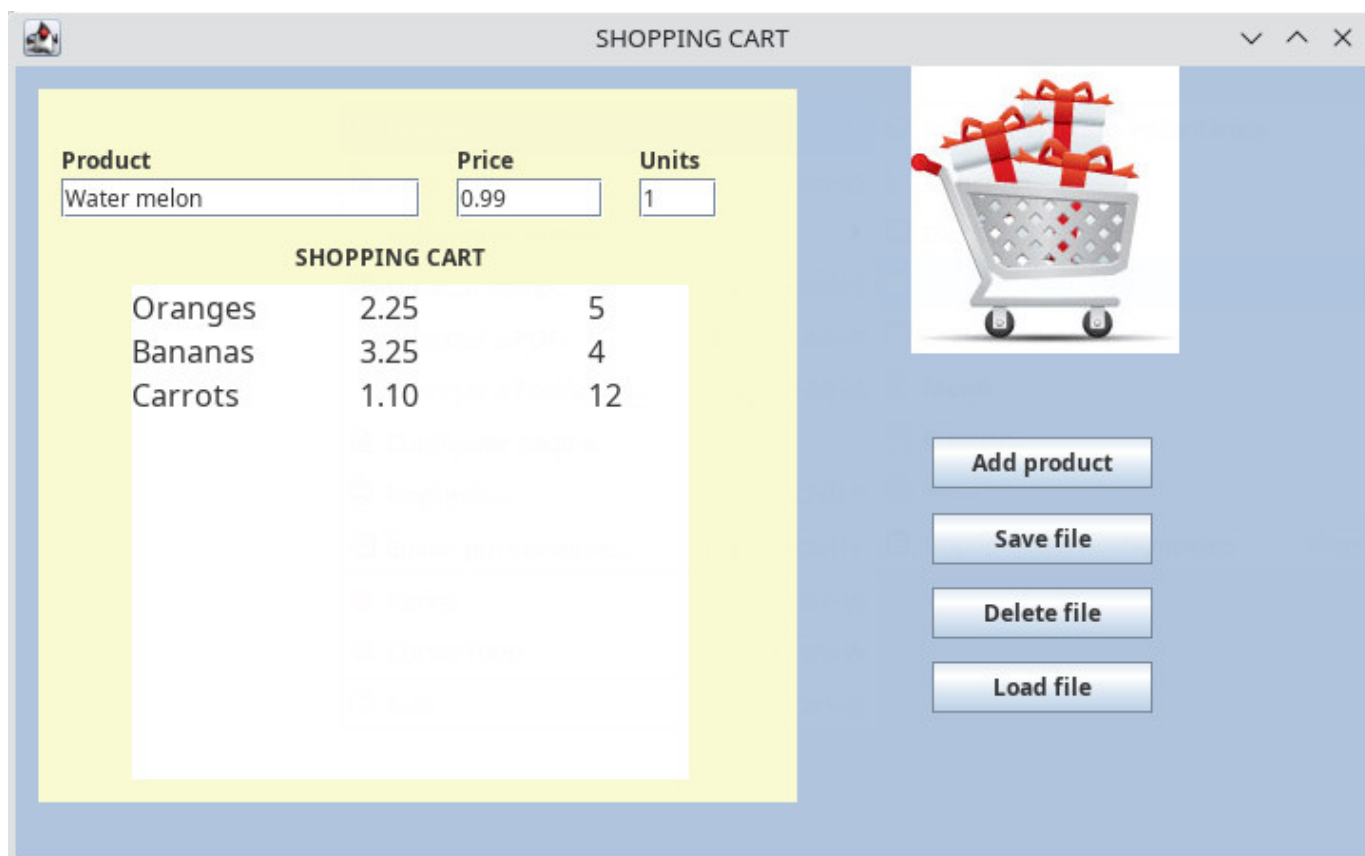 SHOPPING CART
Product Price Units
Water melon 0.99 1
SHOPPING CART
Oranges 2.25 5
Bananas 3.25 4
Carrots 1.10 12
Add product
Save file
Delete file
Load file